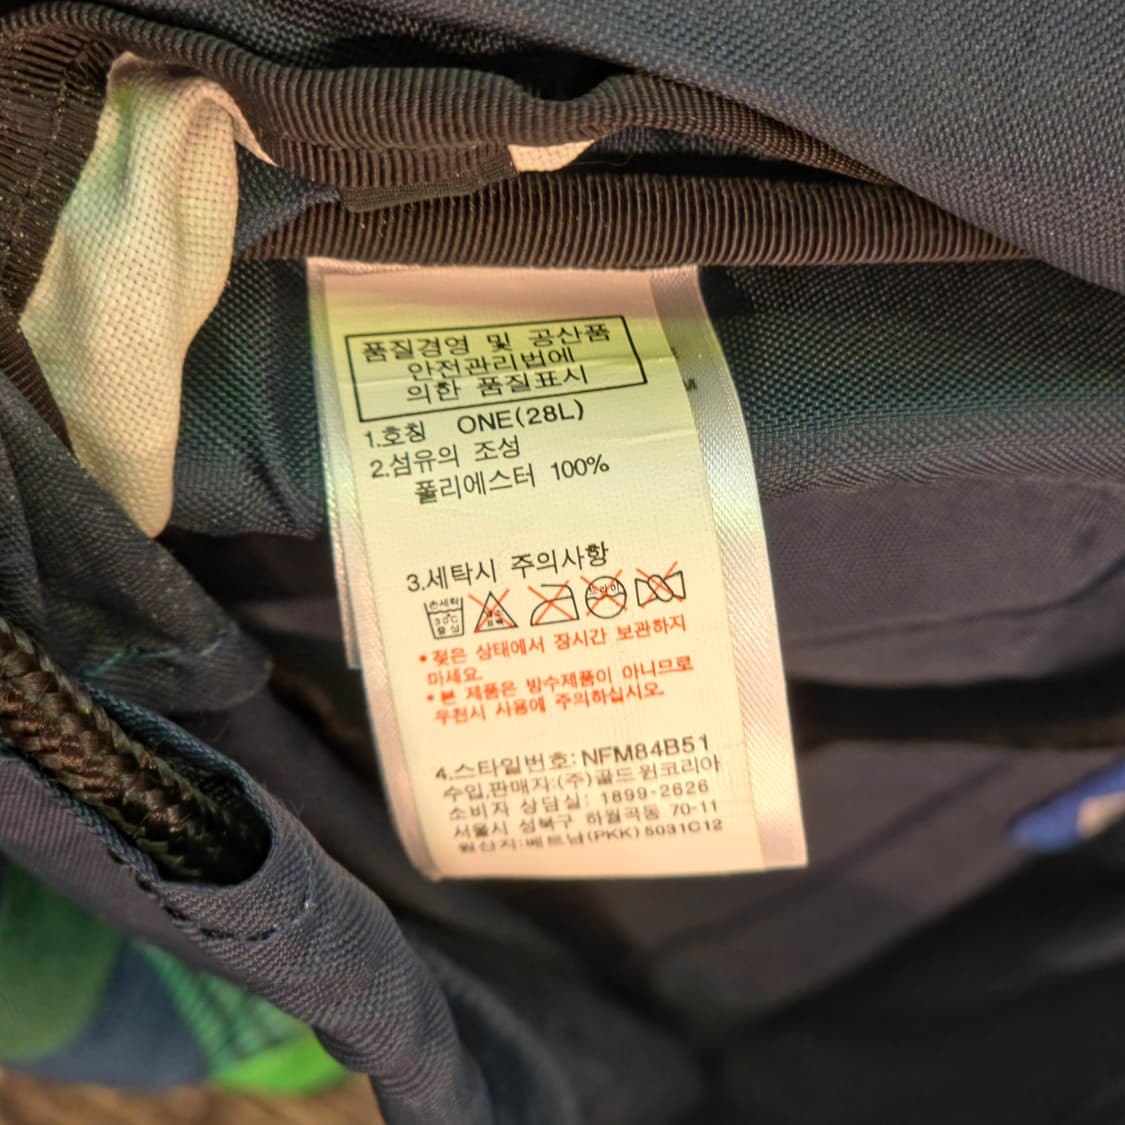 품질경영 및 공산품
안전관리법에
의한 품질표시
1.호칭 ONE(28L)
2.섬유의 조성
폴리에스터 100%
3.세탁시 주의사항
손세탁
30℃
중성
드라이
*젖은 상태에서 장시간 보관하지
마세요.
*본 제품은 방수제품이 아니므로
우천시 사용에 주의하십시오.
4.스타일번호: NFM84B51
수입,판매자:(주)골드윈코리아
소비자 상담실: 1899-2626
서울시 성북구 하월곡동 70-11
원산지:베트남(PKK) 5031C12